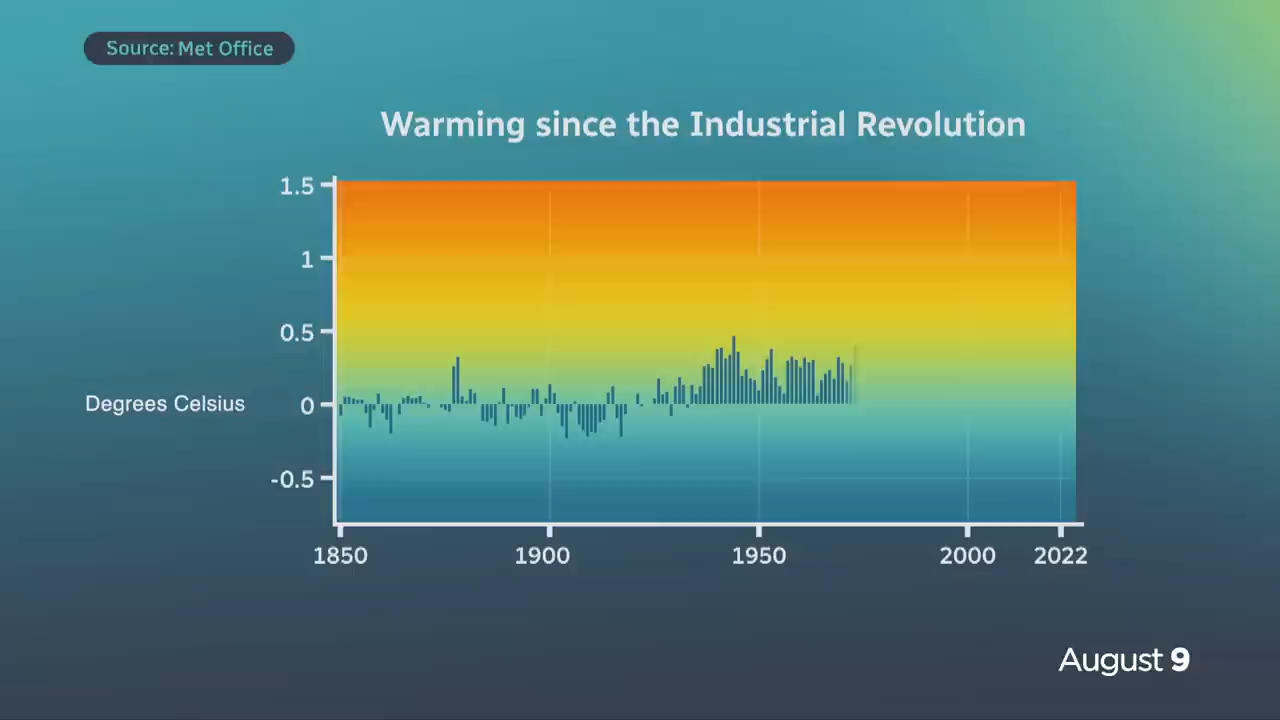 Source: Met Office
Warming since the Industrial Revolution
1.5
1
0.5
Degrees Celsius
0
-0.5
1850 1900 1950 2000 2022
August 9